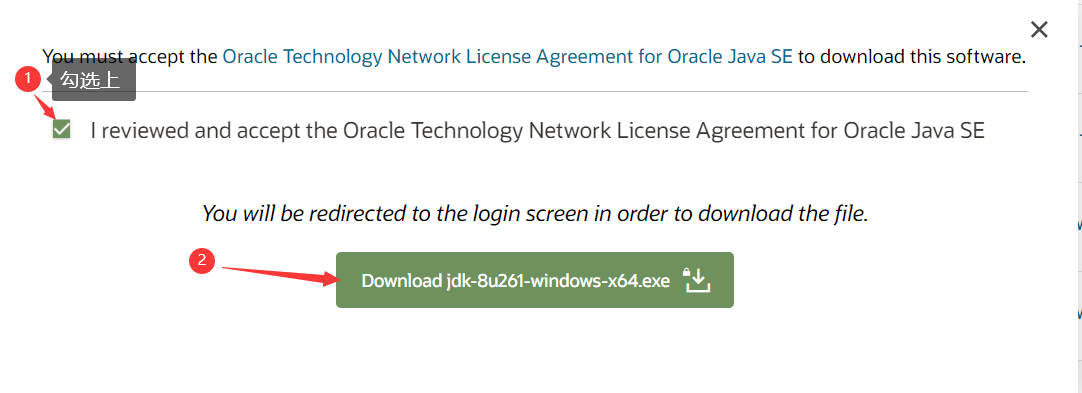 You must accept the Oracle Technology Network License Agreement for Oracle Java SE to download this software.
1
勾选上
I reviewed and accept the Oracle Technology Network License Agreement for Oracle Java SE
You will be redirected to the login screen in order to download the file.
2
Download jdk-8u261-windows-x64.exe